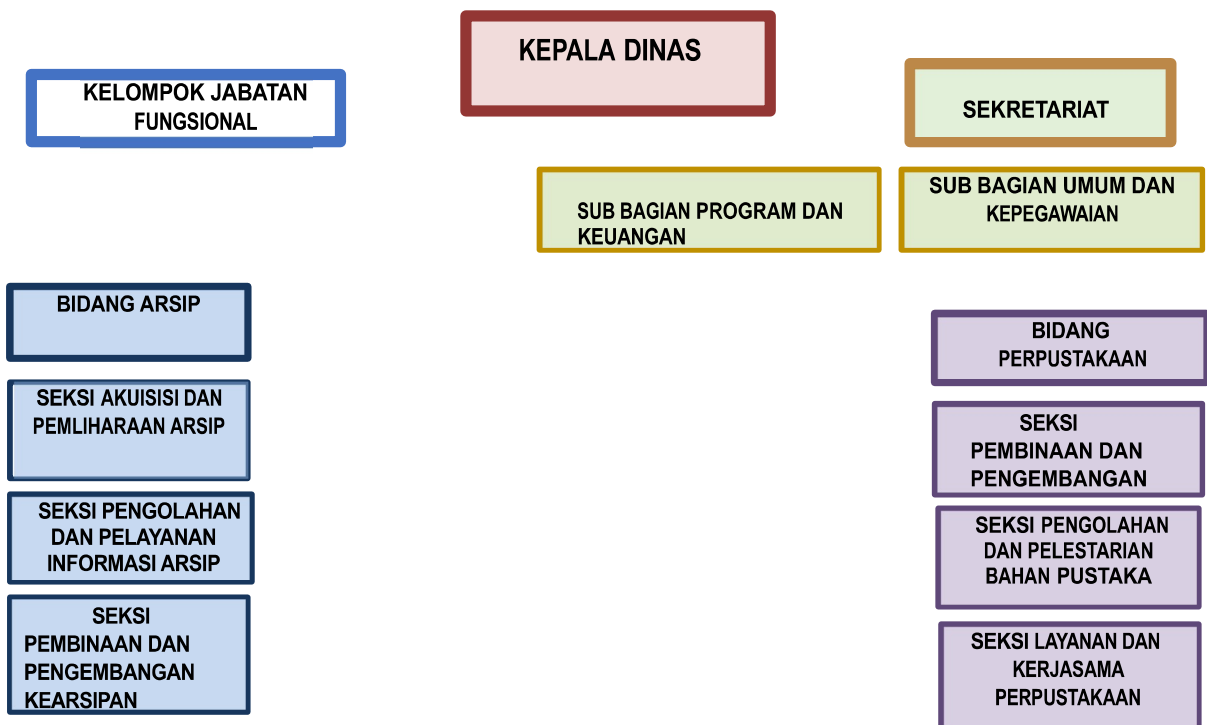 KEPALA DINAS
KELOMPOK JABATAN
FUNGSIONAL
SEKRETARIAT
SUB BAGIAN PROGRAM DAN
KEUANGAN
SUB BAGIAN UMUM DAN
KEPEGAWAIAN
BIDANG ARSIP
SEKSI AKUISISI DAN
PEMLIHARAAN ARSIP
SEKSI PENGOLAHAN
DAN PELAYANAN
INFORMASI ARSIP
SEKSI
PEMBINAAN DAN
PENGEMBANGAN
KEARSIPAN
BIDANG
PERPUSTAKAAN
SEKSI
PEMBINAAN DAN
PENGEMBANGAN
SEKSI PENGOLAHAN
DAN PELESTARIAN
BAHAN PUSTAKA
SEKSI LAYANAN DAN
KERJASAMA
PERPUSTAKAAN